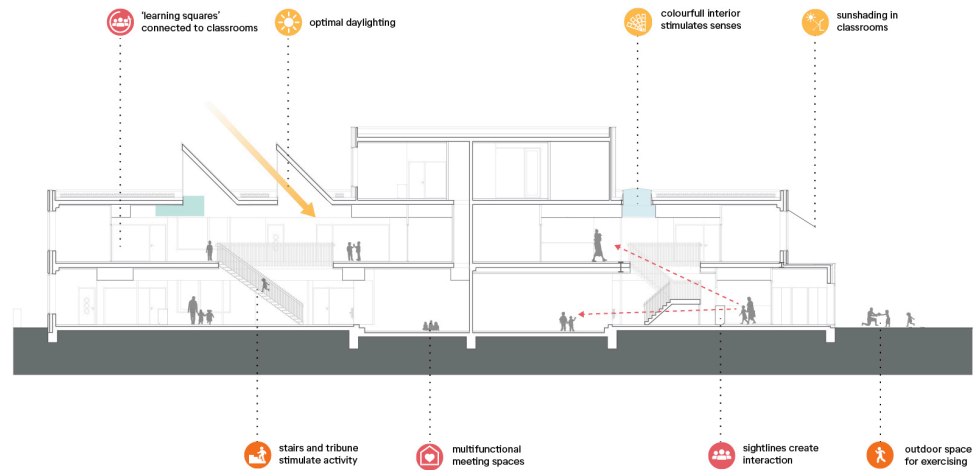 'learning squares'
connected to classrooms
optimal daylighting
colourfull interior
stimulates senses
sunshading in
classrooms
stairs and tribune
stimulate activity
multifunctional
meeting spaces
sightlines create
interaction
outdoor space
for exercising